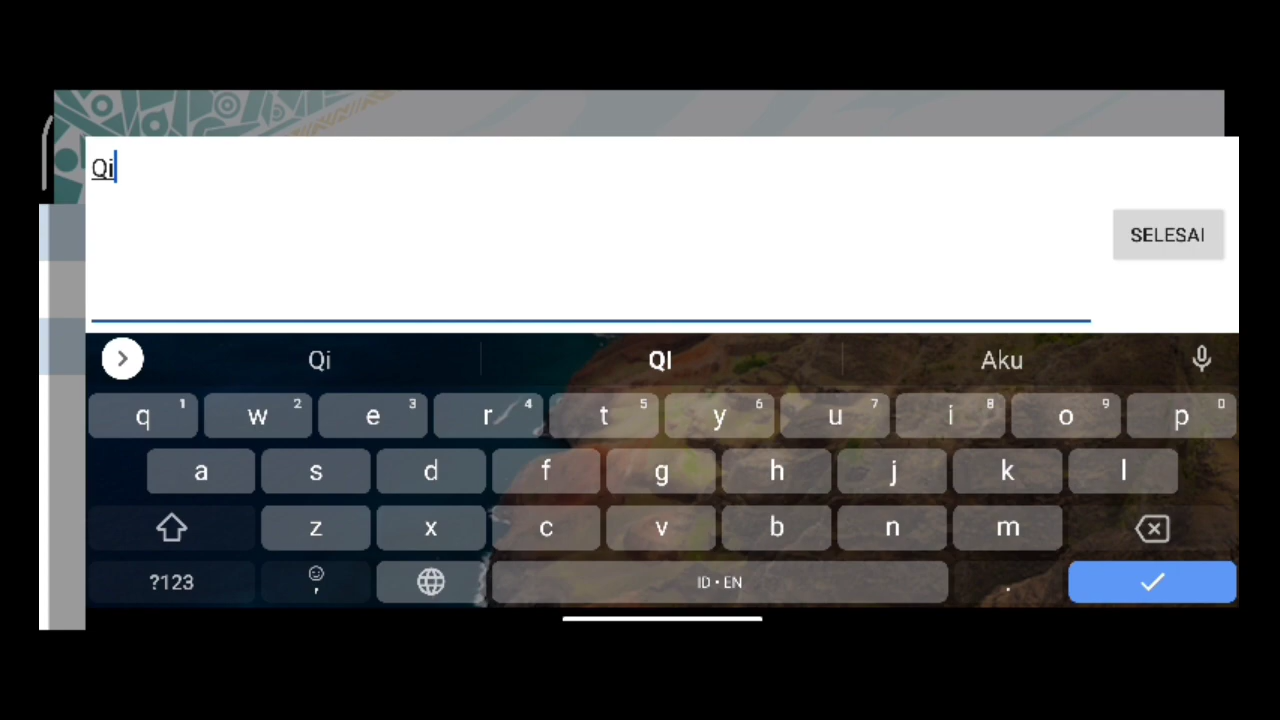 Qi
SELESAI
Qi QI Aku
q 1 w 2 e 3 r 4 t 5 y 6 u 7 i 8 o 9 p 0
a s d f g h j k l
z x c v b n m
?123 , ID • EN .